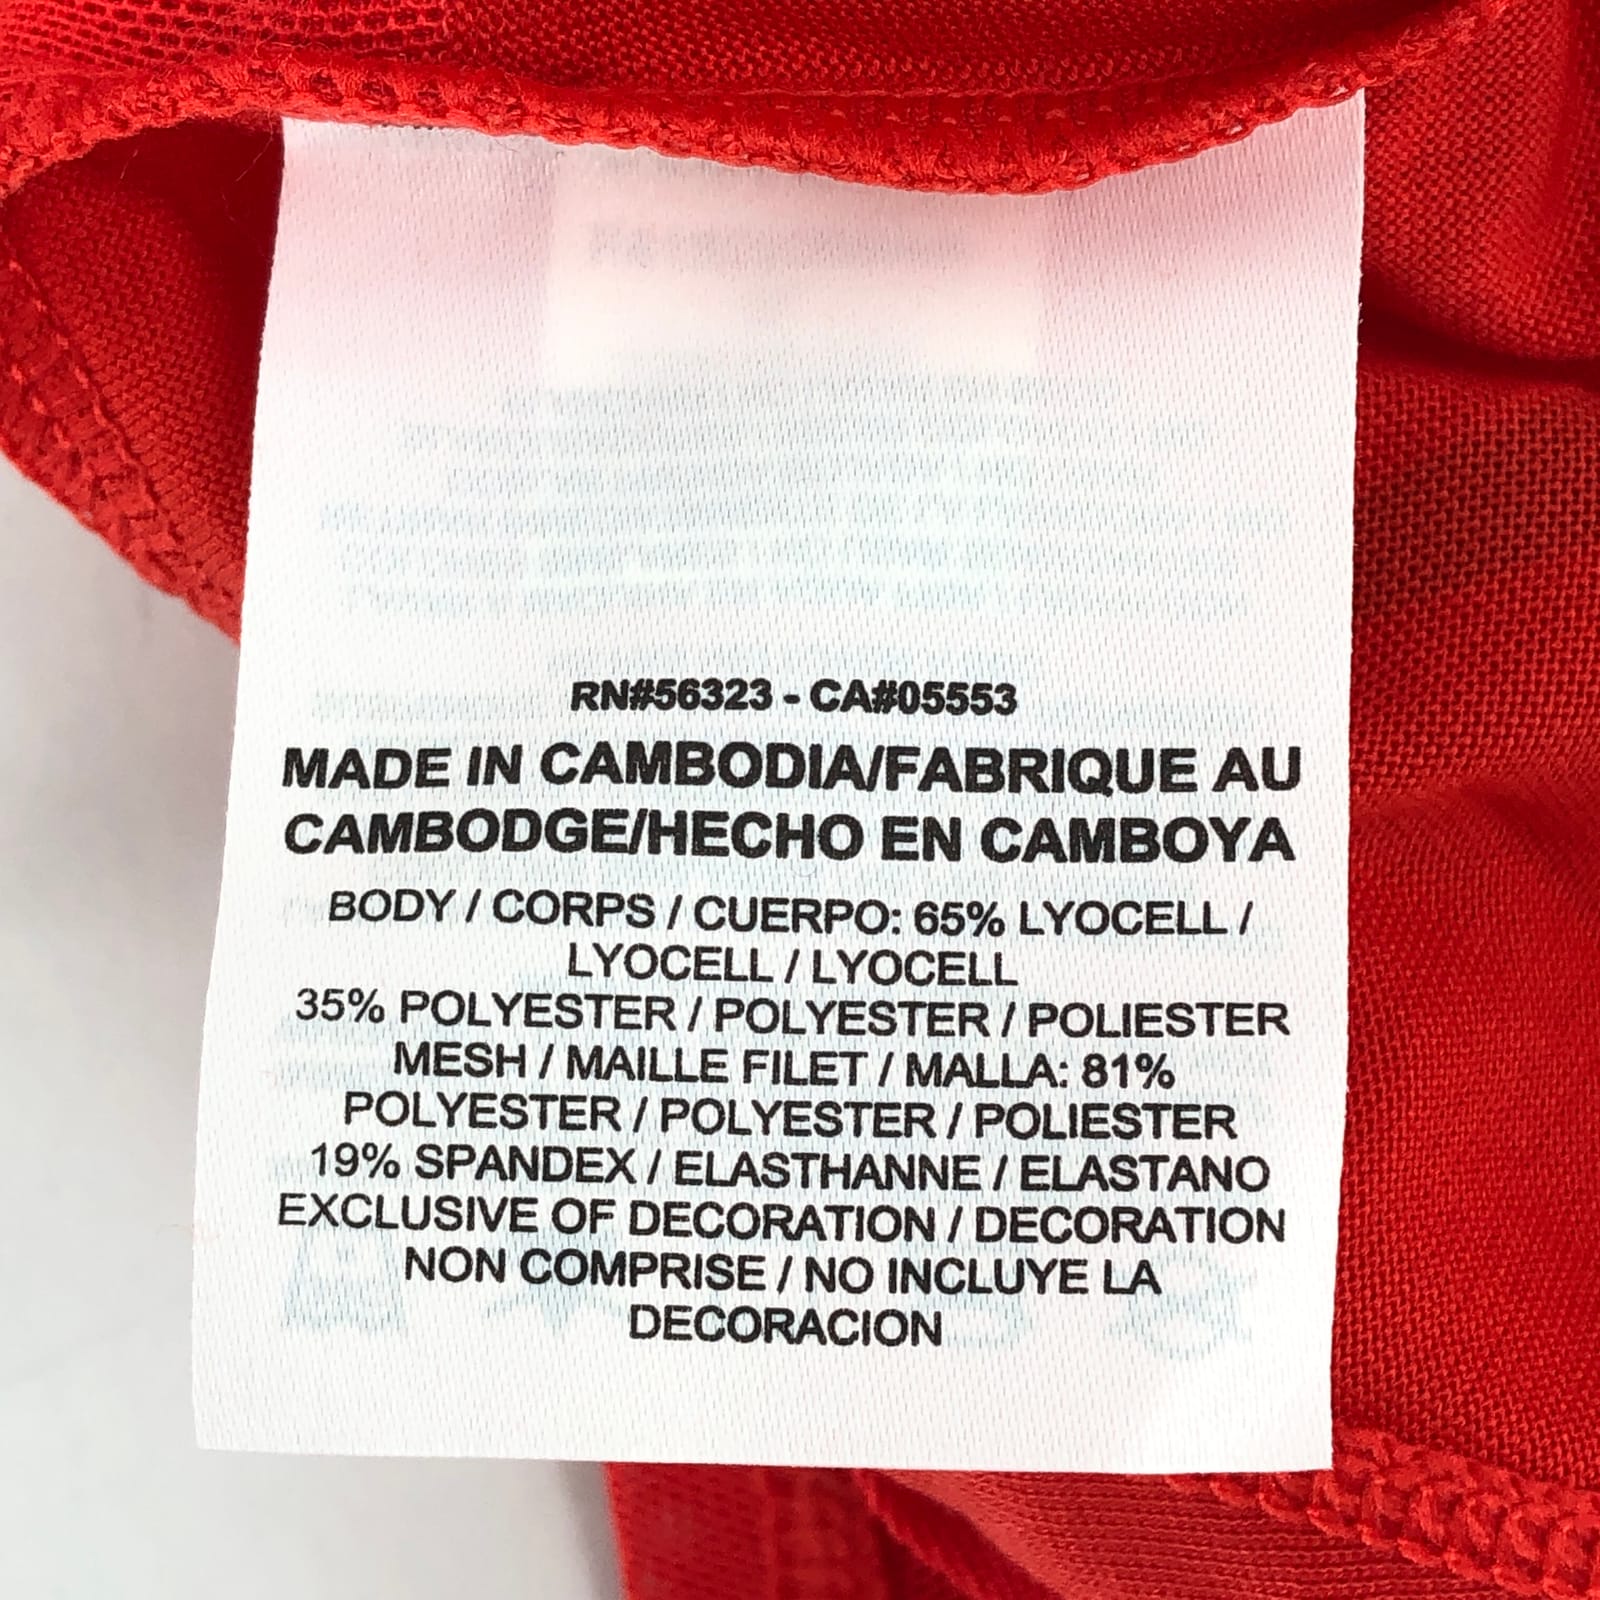 RN#56323 - CA#05553
MADE IN CAMBODIA/FABRIQUE AU
CAMBODGE/HECHO EN CAMBOYA
BODY / CORPS / CUERPO: 65% LYOCELL /
LYOCELL / LYOCELL
35% POLYESTER / POLYESTER / POLIESTER
MESH / MAILLE FILET / MALLA: 81%
POLYESTER / POLYESTER / POLIESTER
19% SPANDEX / ELASTHANNE / ELASTANO
EXCLUSIVE OF DECORATION / DECORATION
NON COMPRISE / NO INCLUYE LA
DECORACION